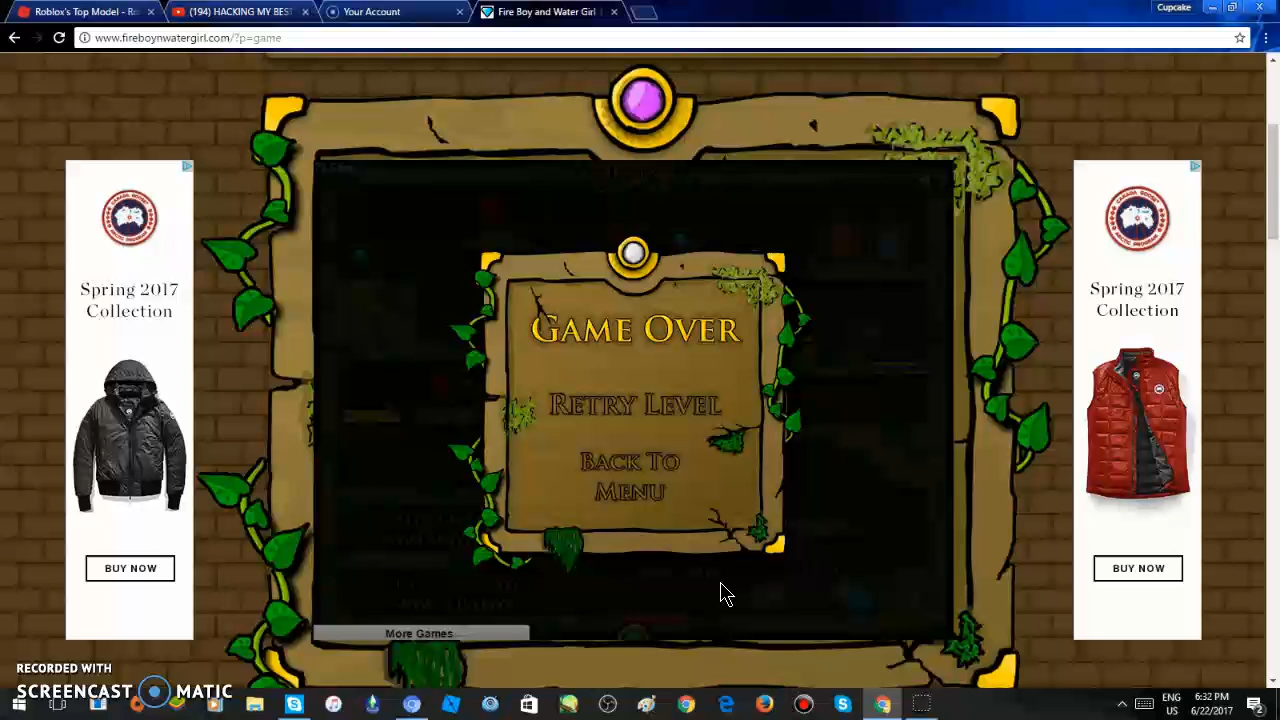 Roblox's Top Model - Ro
(194) HACKING MY BEST
Your Account
Fire Boy and Water Girl
Cupcake
www.fireboynwatergirl.com/?p=game
Spring 2017
Collection
BUY NOW
Game Over
Retry Level
Back To
Menu
More Games
Spring 2017
Collection
BUY NOW
RECORDED WITH
SCREENCAST MATIC
ENG
US
6:32 PM
6/22/2017